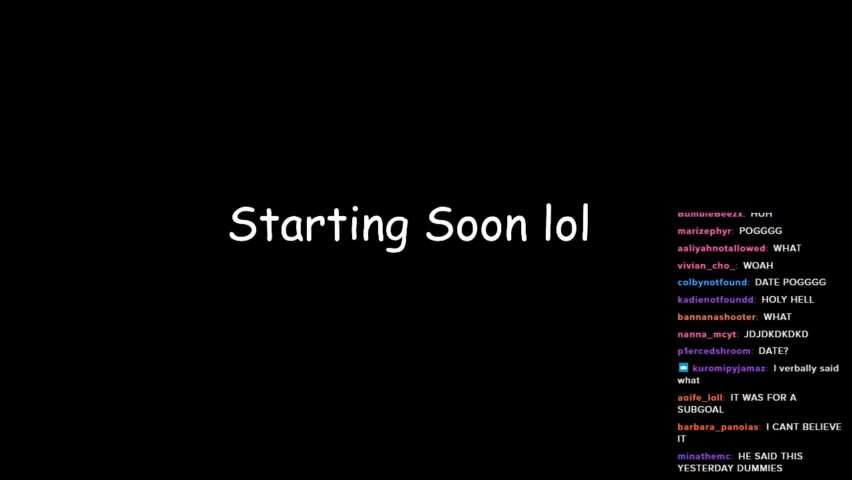 Starting Soon lol
BumbleBeezx: HUH
marizephyr: POGGGG
aaliyahnotallowed: WHAT
vivian_cho_: WOAH
colbynotfound: DATE POGGGG
kadienotfoundd: HOLY HELL
bannanashooter: WHAT
nanna_mcyt: JDJDKDKDKD
p1ercedshroom: DATE?
kuromipyjamaz: I verbally said
what
aoife_loll: IT WAS FOR A
SUBGOAL
barbara_panoias: I CANT BELIEVE
IT
minathemc: HE SAID THIS
YESTERDAY DUMMIES